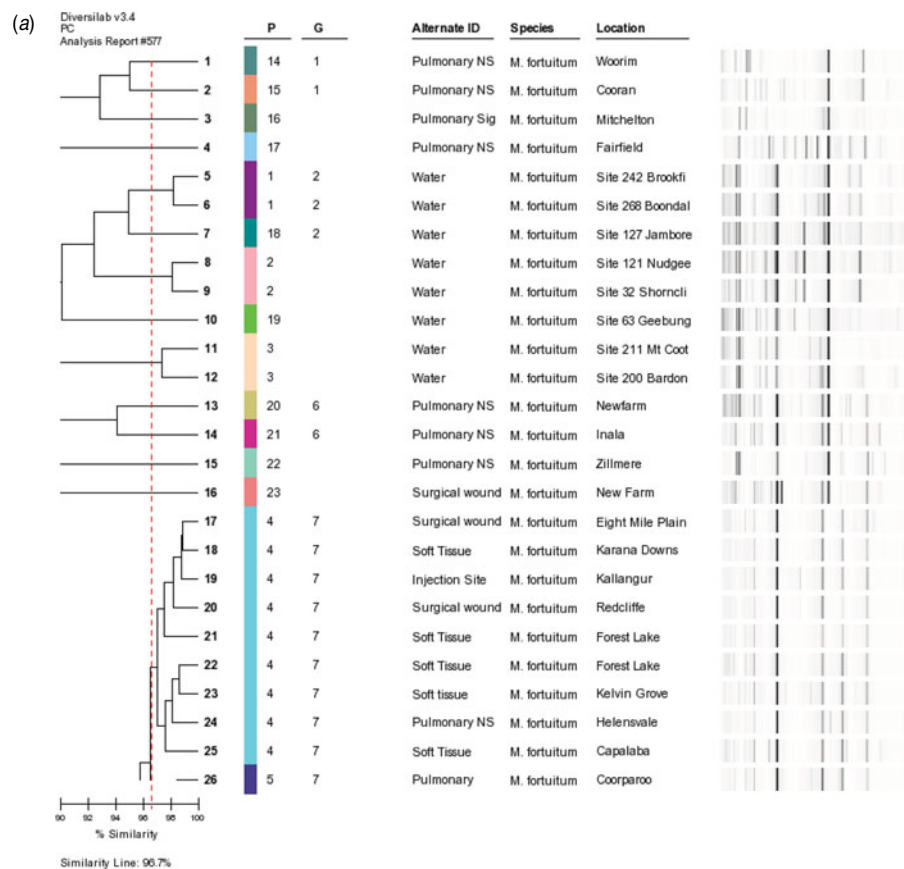 (a)
Diversilab v3.4
PC
Analysis Report #577
P G Alternate ID Species Location
1 14 1 Pulmonary NS M. fortuitum Woorim
2 15 1 Pulmonary NS M. fortuitum Cooran
3 16 Pulmonary Sig M. fortuitum Mitchelton
4 17 Pulmonary NS M. fortuitum Fairfield
5 1 2 Water M. fortuitum Site 242 Brookfi
6 1 2 Water M. fortuitum Site 268 Boondal
7 18 2 Water M. fortuitum Site 127 Jambore
8 2 Water M. fortuitum Site 121 Nudgee
9 2 Water M. fortuitum Site 32 Shorncli
10 19 Water M. fortuitum Site 63 Geebung
11 3 Water M. fortuitum Site 211 Mt Coot
12 3 Water M. fortuitum Site 200 Bardon
13 20 6 Pulmonary NS M. fortuitum Newfarm
14 21 6 Pulmonary NS M. fortuitum Inala
15 22 Pulmonary NS M. fortuitum Zillmere
16 23 Surgical wound M. fortuitum New Farm
17 4 7 Surgical wound M. fortuitum Eight Mile Plain
18 4 7 Soft Tissue M. fortuitum Karana Downs
19 4 7 Injection Site M. fortuitum Kallangur
20 4 7 Surgical wound M. fortuitum Redcliffe
21 4 7 Soft Tissue M. fortuitum Forest Lake
22 4 7 Soft Tissue M. fortuitum Forest Lake
23 4 7 Soft tissue M. fortuitum Kelvin Grove
24 4 7 Pulmonary NS M. fortuitum Helensvale
25 4 7 Soft Tissue M. fortuitum Capalaba
26 5 7 Pulmonary M. fortuitum Coorparoo
90 92 94 96 98 100
% Similarity
Similarity Line: 96.7%